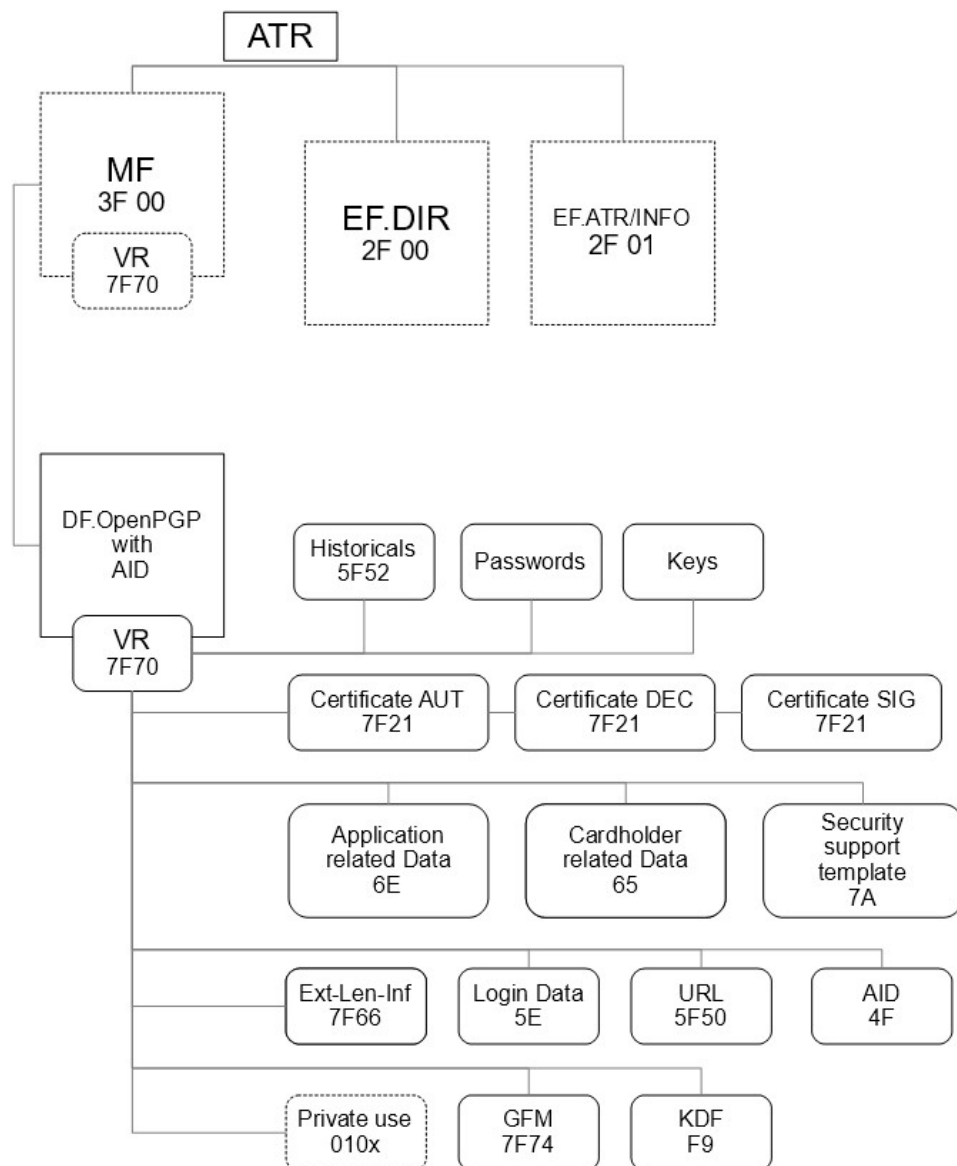 ATR
MF
3F 00
VR
7F70
EF.DIR
2F 00
EF.ATR/INFO
2F 01
DF.OpenPGP
with
AID
VR
7F70
Historicals
5F52
Passwords
Keys
Certificate AUT
7F21
Certificate DEC
7F21
Certificate SIG
7F21
Application
related Data
6E
Cardholder
related Data
65
Security
support
template
7A
Ext-Len-Inf
7F66
Login Data
5E
URL
5F50
AID
4F
Private use
010x
GFM
7F74
KDF
F9